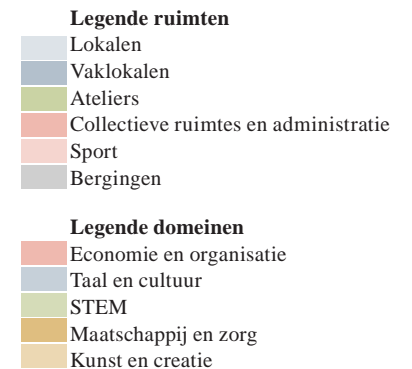 Legende ruimten
Lokalen
Vaklokalen
Ateliers
Collectieve ruimtes en administratie
Sport
Bergingen
Legende domeinen
Economie en organisatie
Taal en cultuur
STEM
Maatschappij en zorg
Kunst en creatie